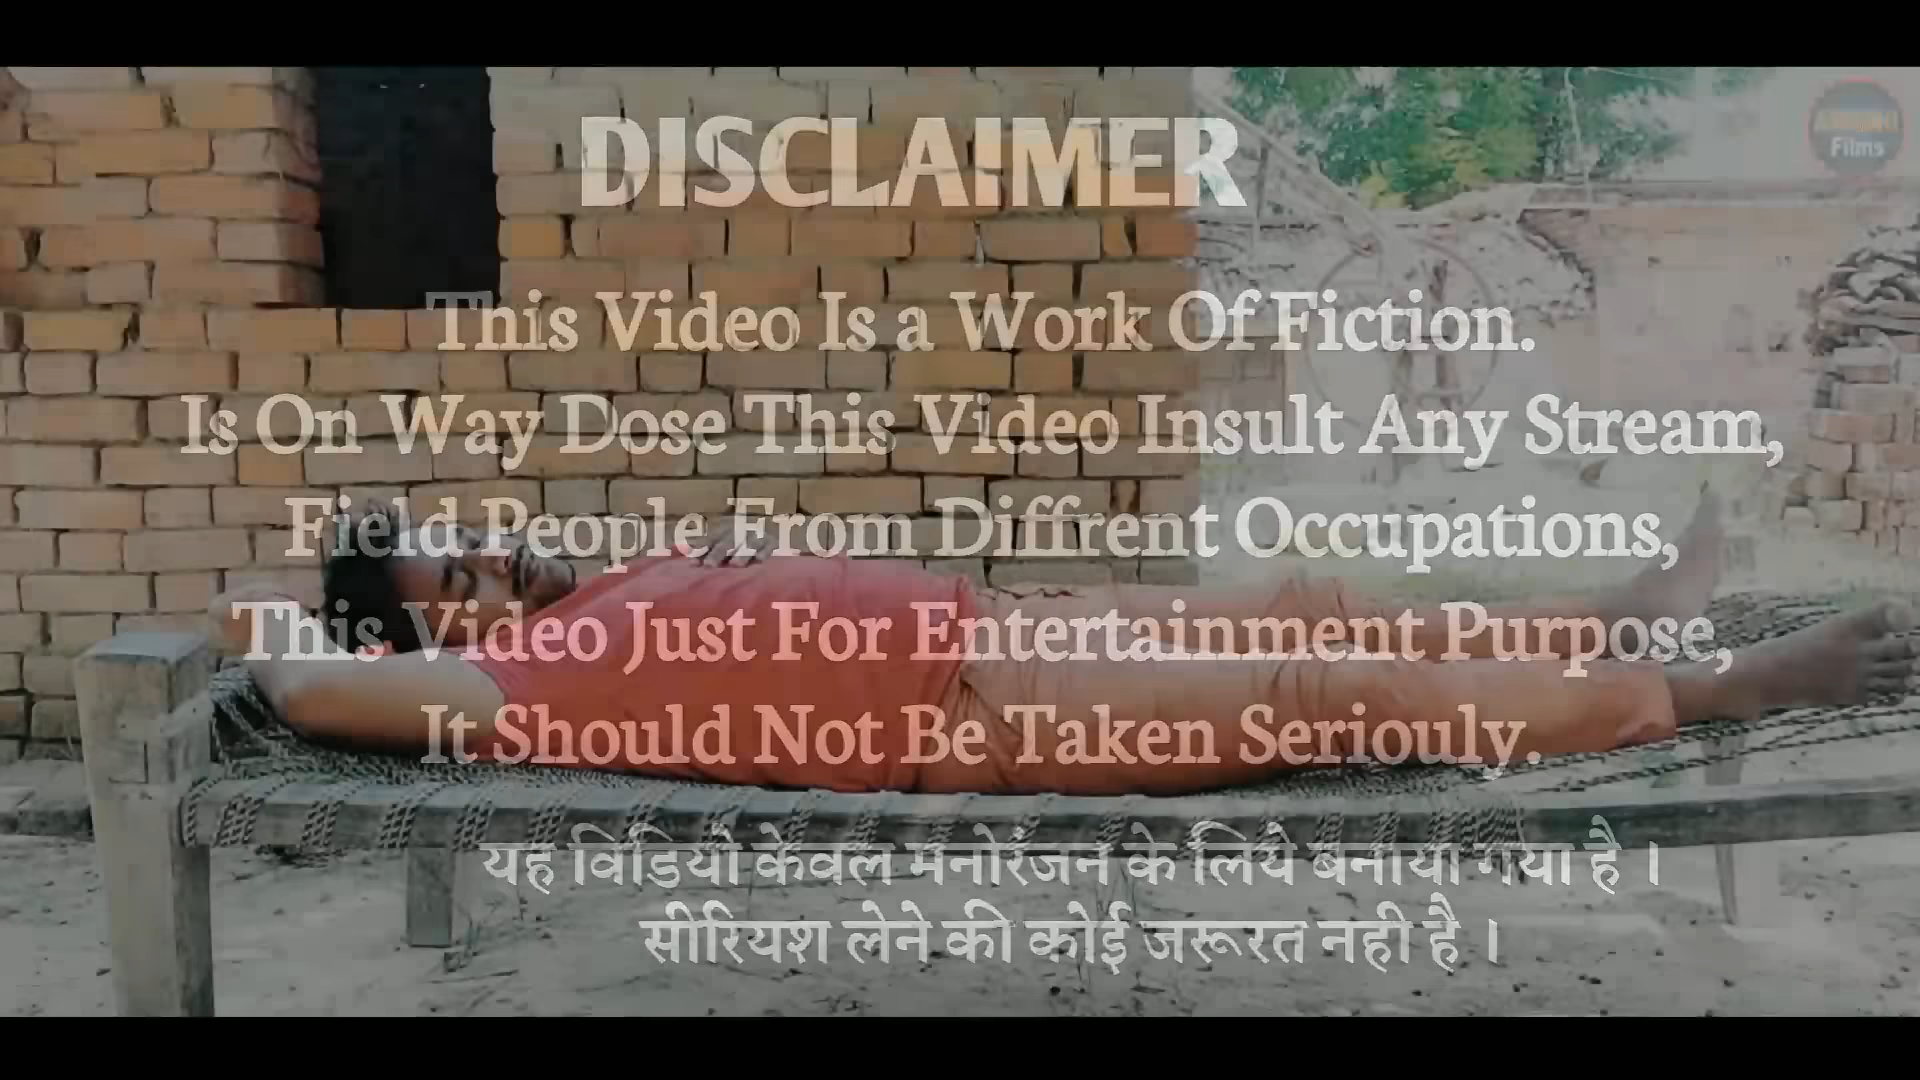 Films
DISCLAIMER
This Video Is a Work Of Fiction.
Is On Way Dose This Video Insult Any Stream,
Field People From Diffrent Occupations,
This Video Just For Entertainment Purpose,
It Should Not Be Taken Seriouly.
यह विडियो केवल मनोरंजन के लिये बनाया गया है ।
सीरियश लेने की कोई जरूरत नही है ।